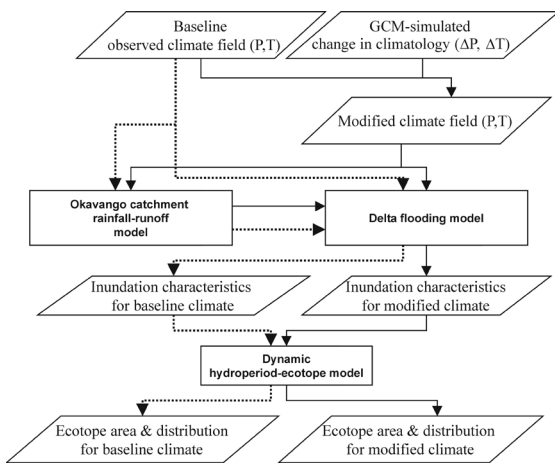 Baseline
observed climate field (P,T)
GCM-simulated
change in climatology (ΔP, ΔT)
Modified climate field (P,T)
Okavango catchment
rainfall-runoff
model
Delta flooding model
Inundation characteristics
for baseline climate
Inundation characteristics
for modified climate
Dynamic
hydroperiod-ecotope model
Ecotope area & distribution
for baseline climate
Ecotope area & distribution
for modified climate